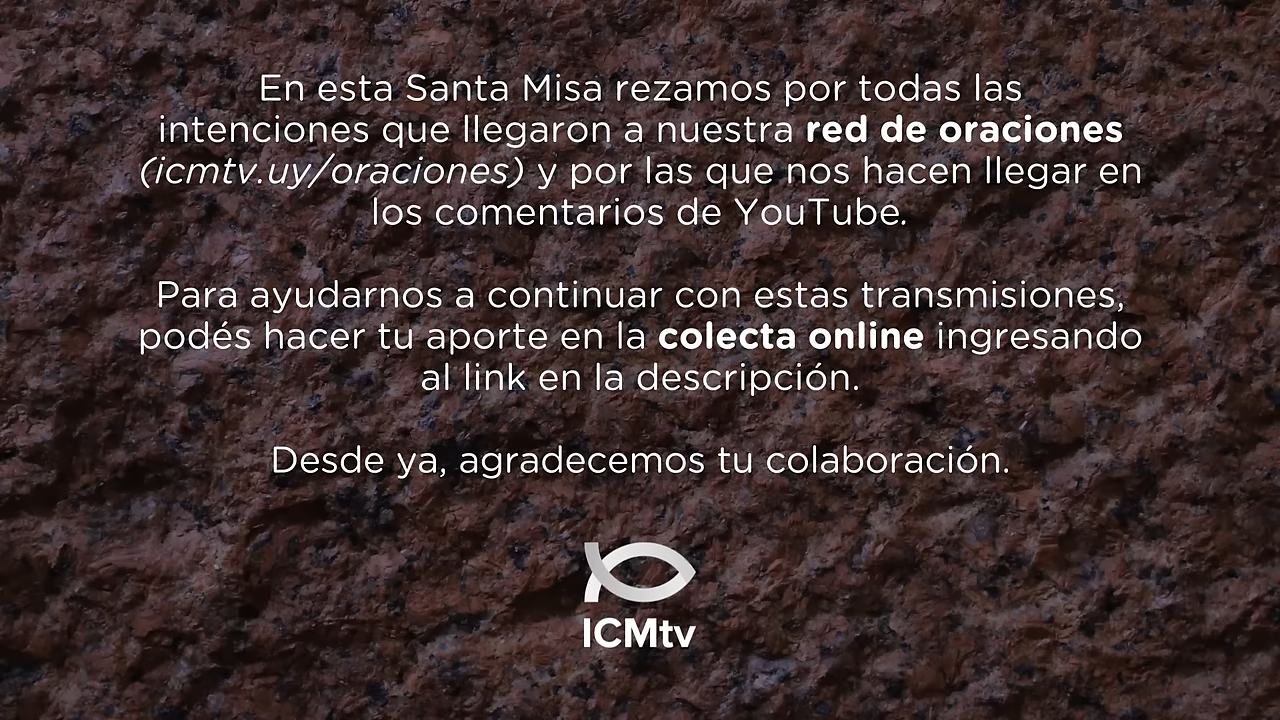 En esta Santa Misa rezamos por todas las
intenciones que llegaron a nuestra red de oraciones
(icmtv.uy/oraciones) y por las que nos hacen llegar en
los comentarios de YouTube.
Para ayudarnos a continuar con estas transmisiones,
podés hacer tu aporte en la colecta online ingresando
al link en la descripción.
Desde ya, agradecemos tu colaboración.
ICMtv